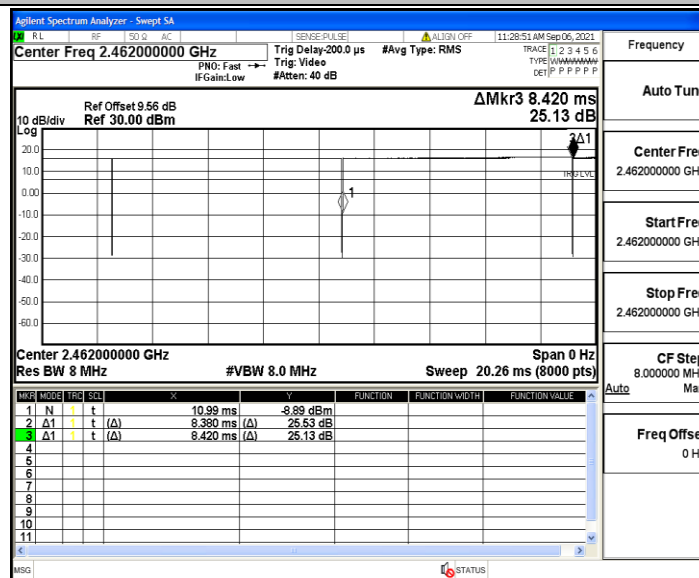 Agilent Spectrum Analyzer - Swept SA
RL RF 50 Ω AC SENSE:PULSE ALIGN OFF 11:28:51 AM Sep 06, 2021
Center Freq 2.462000000 GHz
PNO: Fast
IFGain:Low
Trig Delay-200.0 µs
Trig: Video
#Atten: 40 dB
#Avg Type: RMS
TRACE 1 2 3 4 5 6
TYPE WWWWWW
DET P P P P P P
ΔMkr3 8.420 ms
25.13 dB
Ref Offset 9.56 dB
10 dB/div Ref 30.00 dBm
Log
20.0
10.0
0.00
-10.0
-20.0
-30.0
-40.0
-50.0
-60.0
3Δ1
TRIG LVL
1
Center 2.462000000 GHz Span 0 Hz
Res BW 8 MHz #VBW 8.0 MHz Sweep 20.26 ms (8000 pts)
MKR MODE TRC SCL X Y FUNCTION FUNCTION WIDTH FUNCTION VALUE
1 N 1 t 10.99 ms -8.89 dBm
2 Δ1 1 t (Δ) 8.380 ms (Δ) 25.53 dB
3 Δ1 1 t (Δ) 8.420 ms (Δ) 25.13 dB
4
5
6
7
8
9
10
11
MSG STATUS
Frequency
Auto Tun
Center Fre
2.462000000 GH
Start Fre
2.462000000 GH
Stop Fre
2.462000000 GH
CF Step
8.000000 MH
Auto Ma
Freq Offse
0 H